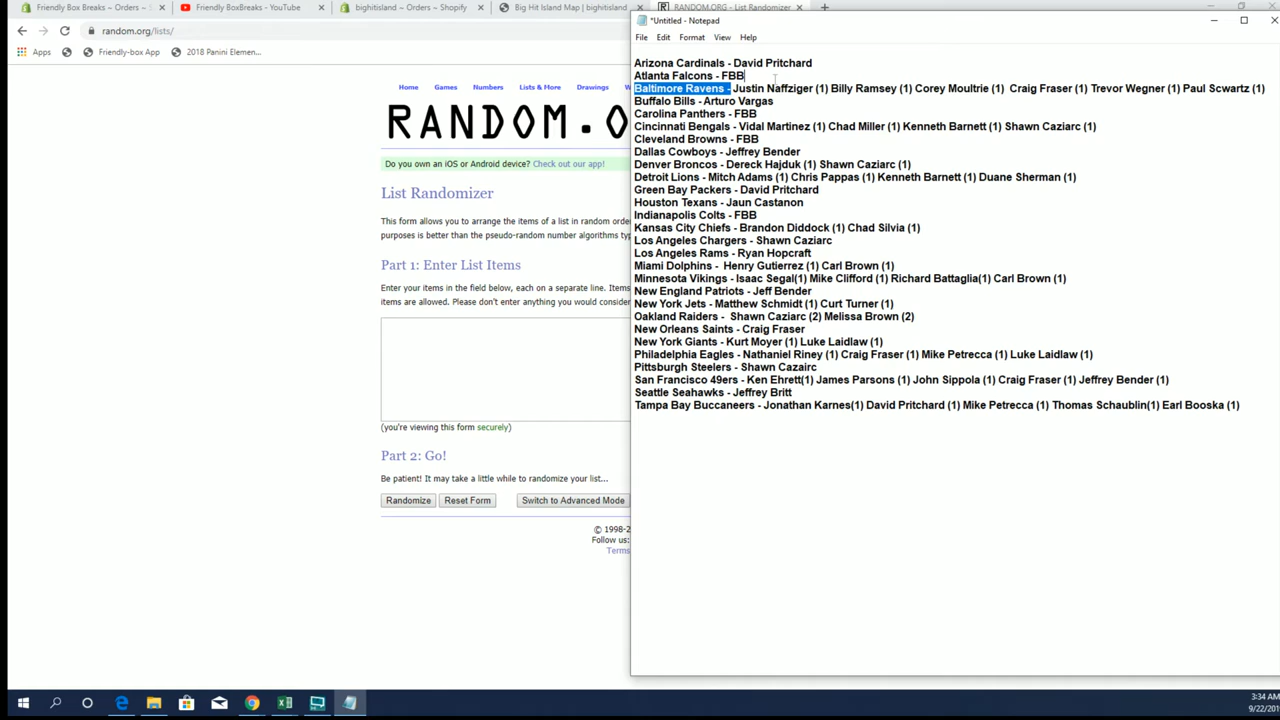 Friendly Box Breaks ~ Orders ~ S
Friendly BoxBreaks - YouTube
bighitisland ~ Orders ~ Shopify
Big Hit Island Map | bighitisland
RANDOM.ORG - List Randomizer
random.org/lists/
Apps
Friendly-box App
2018 Panini Elemen...
Home
Games
Numbers
Lists & More
Drawings
RANDOM.O
Do you own an iOS or Android device? Check out our app!
List Randomizer
This form allows you to arrange the items of a list in random orde
purposes is better than the pseudo-random number algorithms typ
Part 1: Enter List Items
Enter your items in the field below, each on a separate line. Items
items are allowed. Please don't enter anything you would consider
(you're viewing this form securely)
Part 2: Go!
Be patient! It may take a little while to randomize your list...
Randomize
Reset Form
Switch to Advanced Mode
© 1998-2
Follow us:
Terms
*Untitled - Notepad
File Edit Format View Help
Arizona Cardinals - David Pritchard
Atlanta Falcons - FBB
Baltimore Ravens - Justin Naffziger (1) Billy Ramsey (1) Corey Moultrie (1) Craig Fraser (1) Trevor Wegner (1) Paul Scwartz (1)
Buffalo Bills - Arturo Vargas
Carolina Panthers - FBB
Cincinnati Bengals - Vidal Martinez (1) Chad Miller (1) Kenneth Barnett (1) Shawn Caziarc (1)
Cleveland Browns - FBB
Dallas Cowboys - Jeffrey Bender
Denver Broncos - Dereck Hajduk (1) Shawn Caziarc (1)
Detroit Lions - Mitch Adams (1) Chris Pappas (1) Kenneth Barnett (1) Duane Sherman (1)
Green Bay Packers - David Pritchard
Houston Texans - Jaun Castanon
Indianapolis Colts - FBB
Kansas City Chiefs - Brandon Diddock (1) Chad Silvia (1)
Los Angeles Chargers - Shawn Caziarc
Los Angeles Rams - Ryan Hopcraft
Miami Dolphins - Henry Gutierrez (1) Carl Brown (1)
Minnesota Vikings - Isaac Segal(1) Mike Clifford (1) Richard Battaglia(1) Carl Brown (1)
New England Patriots - Jeff Bender
New York Jets - Matthew Schmidt (1) Curt Turner (1)
Oakland Raiders - Shawn Caziarc (2) Melissa Brown (2)
New Orleans Saints - Craig Fraser
New York Giants - Kurt Moyer (1) Luke Laidlaw (1)
Philadelphia Eagles - Nathaniel Riney (1) Craig Fraser (1) Mike Petrecca (1) Luke Laidlaw (1)
Pittsburgh Steelers - Shawn Cazairc
San Francisco 49ers - Ken Ehrett(1) James Parsons (1) John Sippola (1) Craig Fraser (1) Jeffrey Bender (1)
Seattle Seahawks - Jeffrey Britt
Tampa Bay Buccaneers - Jonathan Karnes(1) David Pritchard (1) Mike Petrecca (1) Thomas Schaublin(1) Earl Booska (1)
3:34 AM
9/22/201